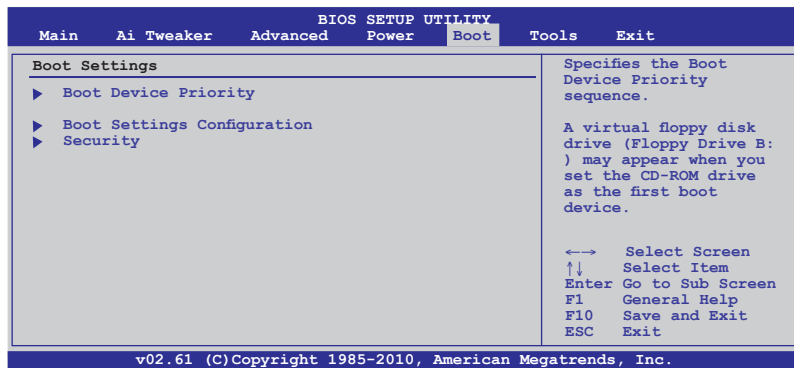 BIOS SETUP UTILITY
Main Ai Tweaker Advanced Power Boot Tools Exit
Boot Settings
Boot Device Priority
Boot Settings Configuration
Security
Specifies the Boot
Device Priority
sequence.
A virtual floppy disk
drive (Floppy Drive B:
) may appear when you
set the CD-ROM drive
as the first boot
device.
←→ Select Screen
↑↓ Select Item
Enter Go to Sub Screen
F1 General Help
F10 Save and Exit
ESC Exit
v02.61 (C)Copyright 1985-2010, American Megatrends, Inc.